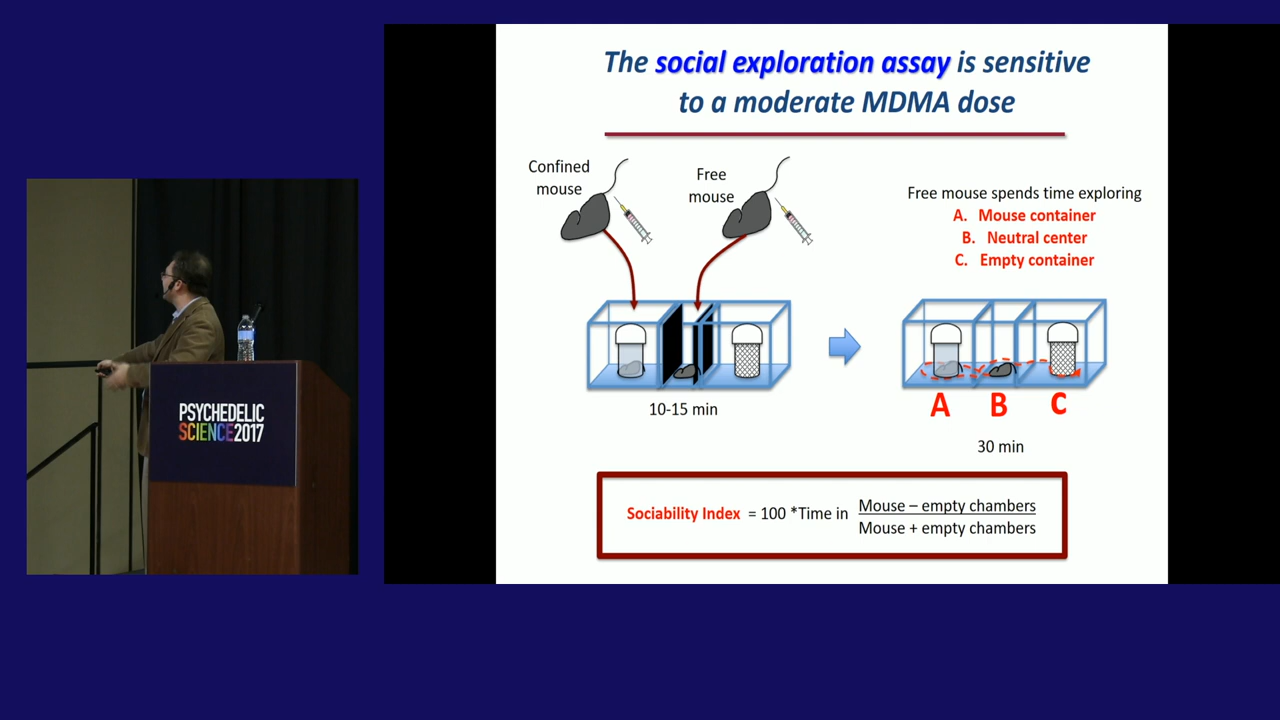 The social exploration assay is sensitive
to a moderate MDMA dose
Confined
mouse
Free
mouse
Free mouse spends time exploring
A. Mouse container
B. Neutral center
C. Empty container
10-15 min
A B C
30 min
Sociability Index = 100 *Time in Mouse – empty chambers
Mouse + empty chambers
PSYCHEDELIC
SCIENCE2017